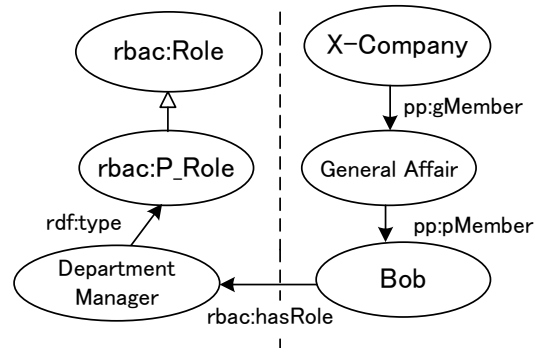 rbac:Role
X-Company
pp:gMember
rbac:P_Role
General Affair
rdf:type
pp:pMember
Department
Manager
Bob
rbac:hasRole